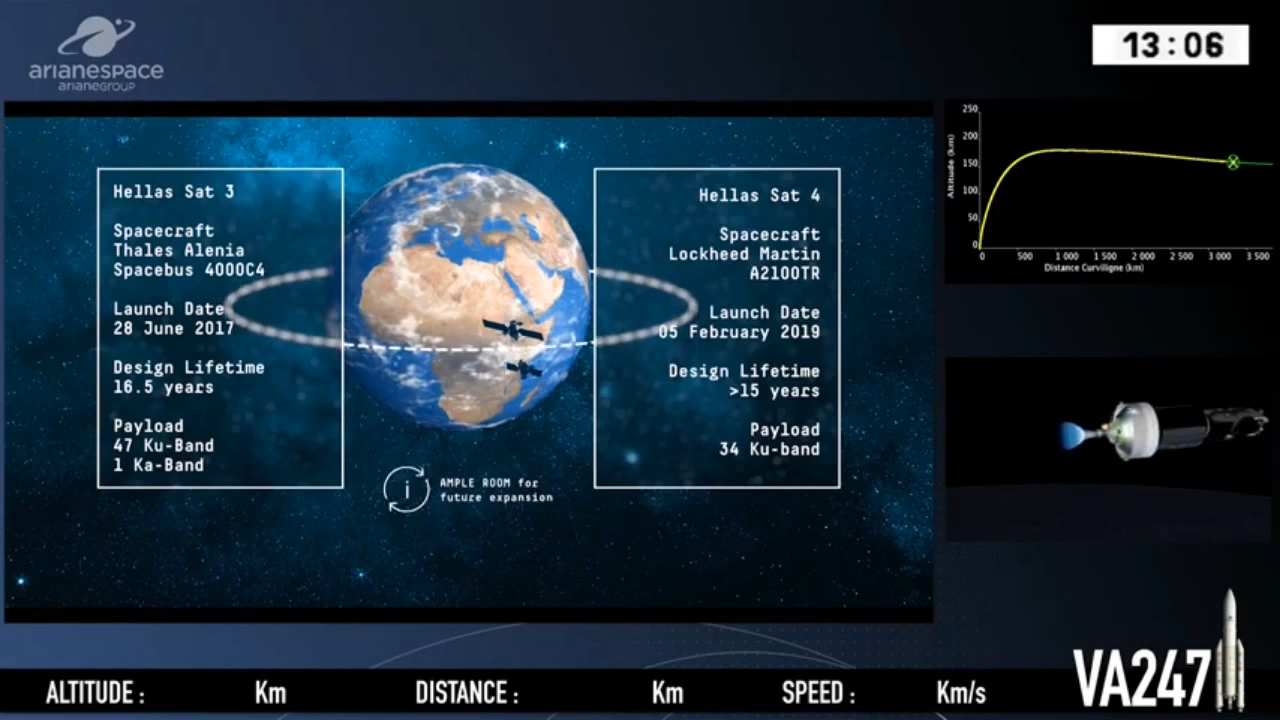 arianespace
arianeGROUP
13:06
Hellas Sat 3
Spacecraft
Thales Alenia
Spacebus 4000C4
Launch Date
28 June 2017
Design Lifetime
16.5 years
Payload
47 Ku-Band
1 Ka-Band
Hellas Sat 4
Spacecraft
Lockheed Martin
A2100TR
Launch Date
05 February 2019
Design Lifetime
>15 years
Payload
34 Ku-band
i
AMPLE ROOM for
future expansion
Altitude (km)
250
200
150
100
50
0
0 500 1 000 1 500 2 000 2 500 3 000 3 500
Distance Curviligne (km)
VA247
ALTITUDE : Km DISTANCE : Km SPEED : Km/s